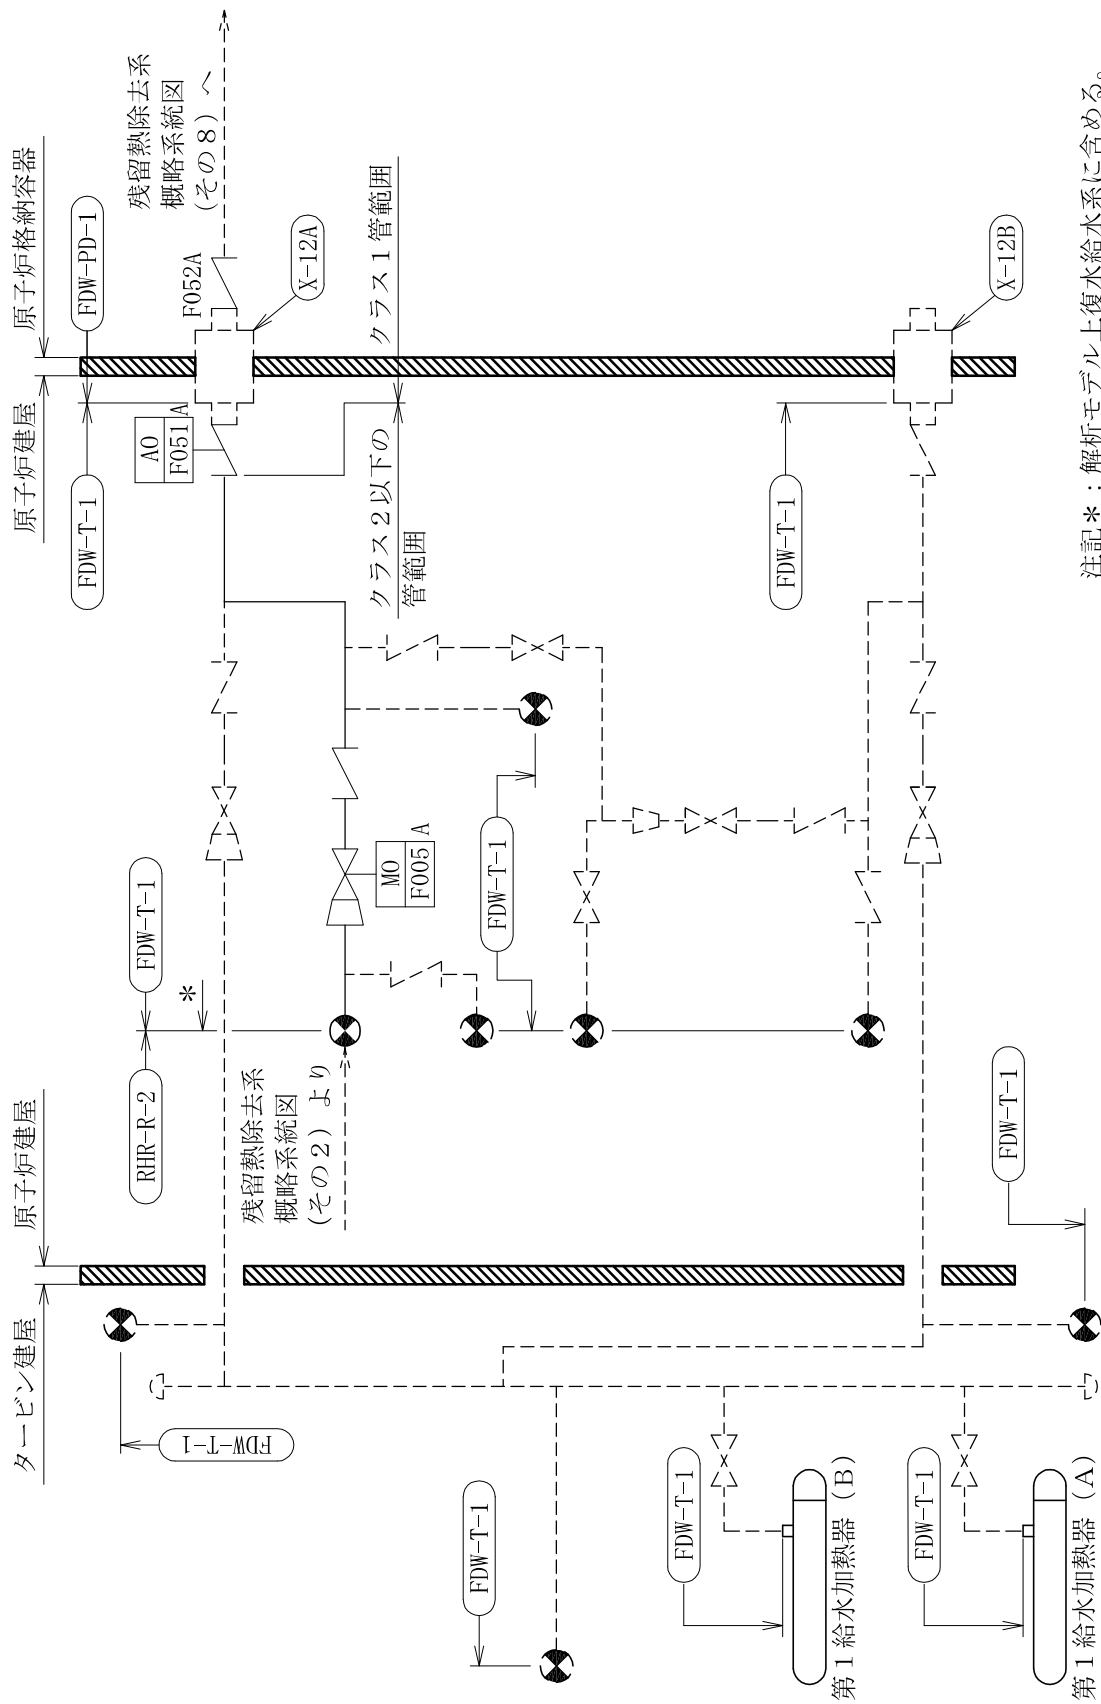 タービン建屋
原子炉建屋
原子炉建屋
原子炉格納容器
FDW-T-1
RHR-R-2
FDW-T-1
*
FDW-T-1
FDW-PD-1
AO
F051 A
F052A
X-12A
残留熱除去系
概略系統図
(その8) へ
残留熱除去系
概略系統図
(その2) より
MO
F005 A
クラス2以下の
管範囲
クラス1管範囲
FDW-T-1
FDW-T-1
FDW-T-1
第1給水加熱器 (B)
FDW-T-1
第1給水加熱器 (A)
FDW-T-1
FDW-T-1
FDW-T-1
X-12B
注記*:解析モデル上復水給水系に含める。